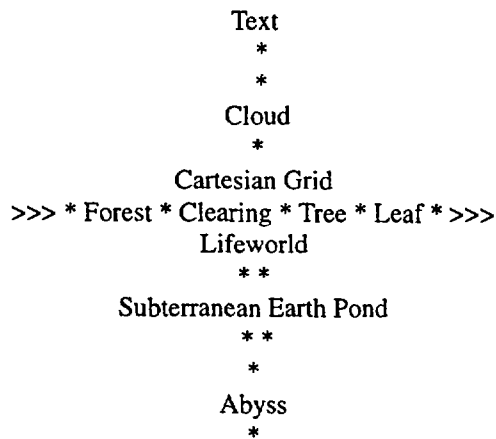 Text
*
*
Cloud
*
Cartesian Grid
>>> * Forest * Clearing * Tree * Leaf * >>>
Lifeworld
* *
Subterranean Earth Pond
* *
*
Abyss
*